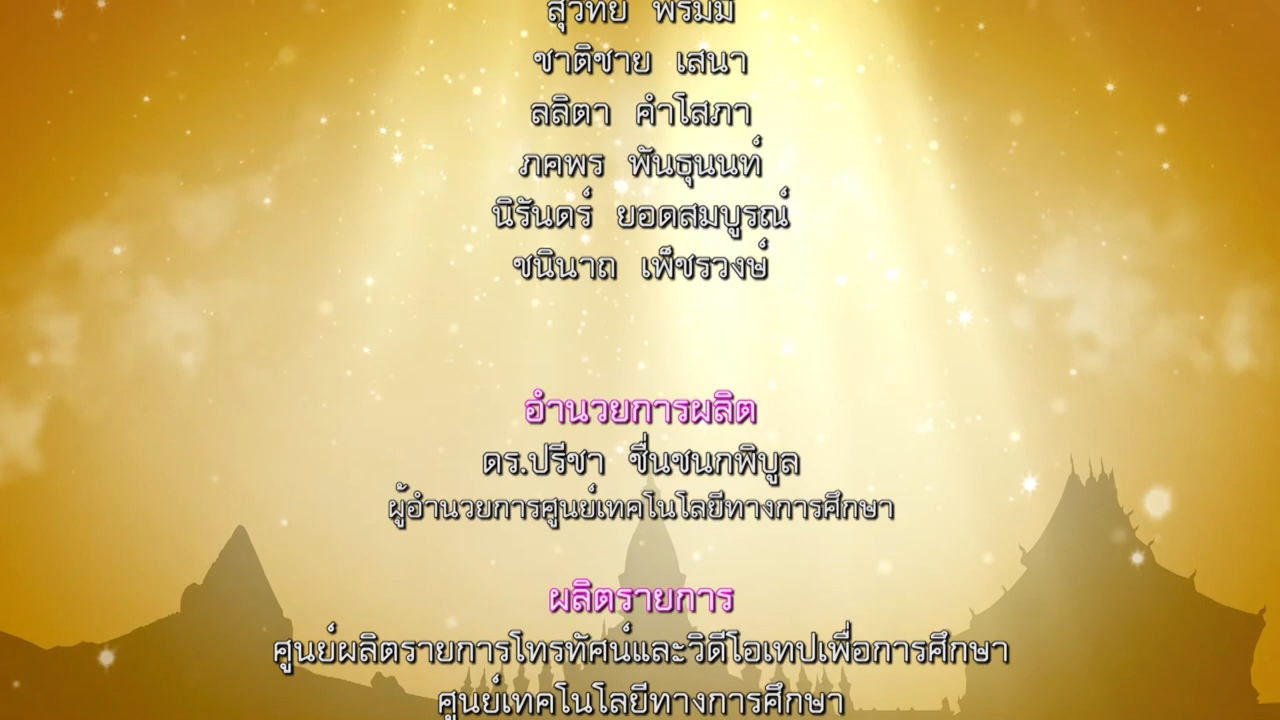 สุวิทย์ พรมมี
ชาติชาย เสนา
ลลิตา คำโสภา
ภคพร พันธุนนท์
นิรันดร์ ยอดสมบูรณ์
ชนินาถ เพ็ชรวงษ์
อำนวยการผลิต
ดร.ปรีชา ชื่นชนกพิบูล
ผู้อำนวยการศูนย์เทคโนโลยีทางการศึกษา
ผลิตรายการ
ศูนย์ผลิตรายการโทรทัศน์และวิดีโอเทปเพื่อการศึกษา
ศูนย์เทคโนโลยีทางการศึกษา